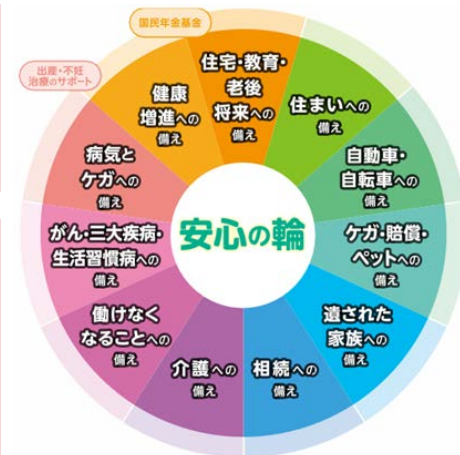 国民年金基金
出産・不妊
治療のサポート
住宅・教育・
老後
将来への
備え
住まいへの
備え
自動車・
自転車への
備え
ケガ・賠償・
ペットへの
備え
遺された
家族への
備え
相続への
備え
介護への
備え
働けなく
なることへの
備え
がん・三大疾病・
生活習慣病への
備え
病気と
ケガへの
備え
健康
増進への
備え
安心の輪